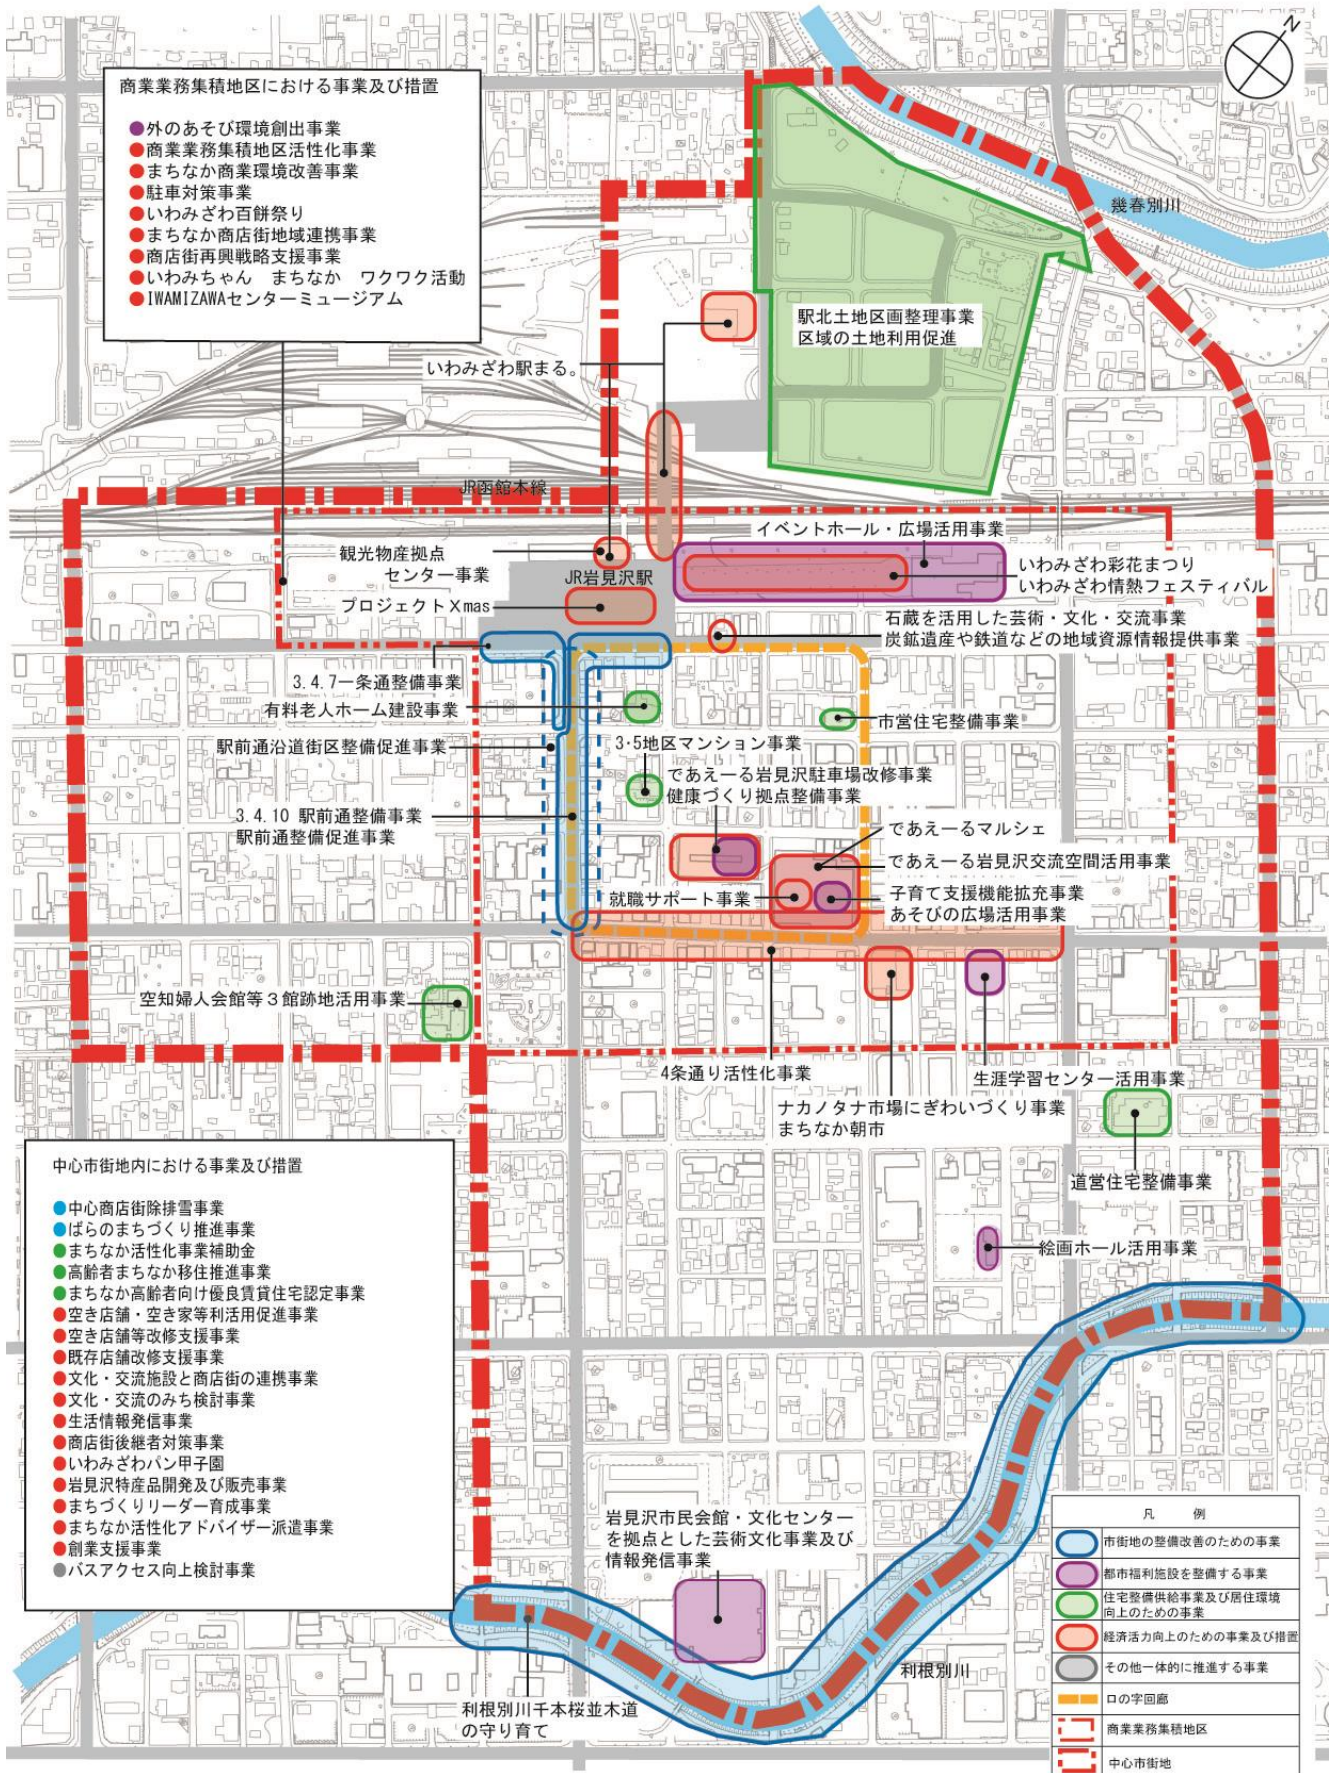 N
商業業務集積地区における事業及び措置
●外のあそび環境創出事業
●商業業務集積地区活性化事業
●まちなか商業環境改善事業
●駐車対策事業
●いわみざわ百餅祭り
●まちなか商店街地域連携事業
●商店街再興戦略支援事業
●いわみちゃん　まちなか　ワクワク活動
●IWAMIZAWAセンターミュージアム
幾春別川
駅北土地区画整理事業
区域の土地利用促進
いわみざわ駅まる。
JR函館本線
イベントホール・広場活用事業
観光物産拠点
センター事業
JR岩見沢駅
いわみざわ彩花まつり
いわみざわ情熱フェスティバル
プロジェクトXmas
石蔵を活用した芸術・文化・交流事業
炭鉱遺産や鉄道などの地域資源情報提供事業
3.4.7一条通整備事業
有料老人ホーム建設事業
市営住宅整備事業
駅前通沿道街区整備促進事業
3・5地区マンション事業
であえーる岩見沢駐車場改修事業
健康づくり拠点整備事業
3.4.10 駅前通整備事業
駅前通整備促進事業
であえーるマルシェ
であえーる岩見沢交流空間活用事業
就職サポート事業
子育て支援機能拡充事業
あそびの広場活用事業
空知婦人会館等３館跡地活用事業
4条通り活性化事業
生涯学習センター活用事業
ナカノタナ市場にぎわいづくり事業
まちなか朝市
道営住宅整備事業
絵画ホール活用事業
中心市街地内における事業及び措置
●中心商店街除排雪事業
●ばらのまちづくり推進事業
●まちなか活性化事業補助金
●高齢者まちなか移住推進事業
●まちなか高齢者向け優良賃貸住宅認定事業
●空き店舗・空き家等利活用促進事業
●空き店舗等改修支援事業
●既存店舗改修支援事業
●文化・交流施設と商店街の連携事業
●文化・交流のみち検討事業
●生活情報発信事業
●商店街後継者対策事業
●いわみざわパン甲子園
●岩見沢特産品開発及び販売事業
●まちづくりリーダー育成事業
●まちなか活性化アドバイザー派遣事業
●創業支援事業
●バスアクセス向上検討事業
岩見沢市民会館・文化センター
を拠点とした芸術文化事業及び
情報発信事業
利根別川
利根別川千本桜並木道
の守り育て
凡　例
市街地の整備改善のための事業
都市福利施設を整備する事業
住宅整備供給事業及び居住環境
向上のための事業
経済活力向上のための事業及び措置
その他一体的に推進する事業
ロの字回廊
商業業務集積地区
中心市街地